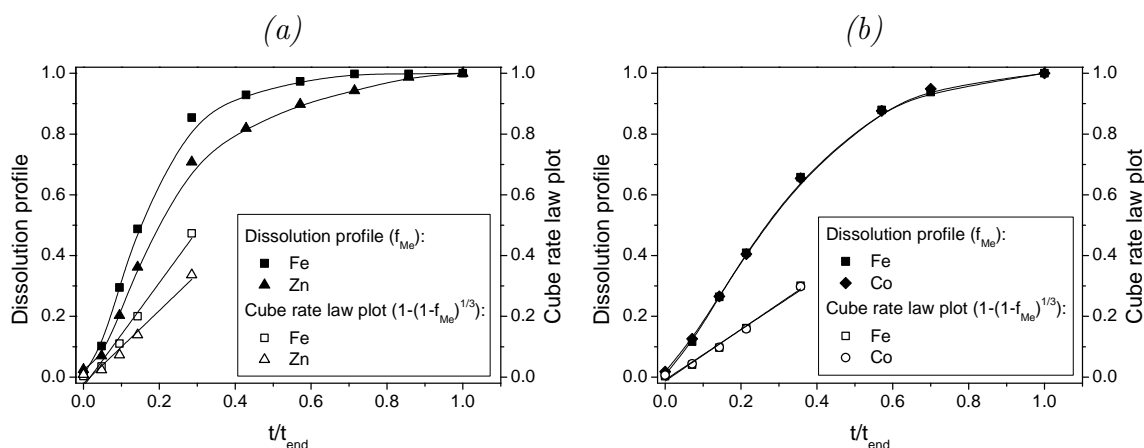 (a)
Dissolution profile
1.0
0.8
0.6
0.4
0.2
0.0
0.0 0.2 0.4 0.6 0.8 1.0
t/t_end
1.0
0.8
0.6
0.4
0.2
0.0
Cube rate law plot
Dissolution profile (f_Me):
Fe
Zn
Cube rate law plot (1-(1-f_Me)^1/3):
Fe
Zn
(b)
Dissolution profile
1.0
0.8
0.6
0.4
0.2
0.0
0.0 0.2 0.4 0.6 0.8 1.0
t/t_end
1.0
0.8
0.6
0.4
0.2
0.0
Cube rate law plot
Dissolution profile (f_Me):
Fe
Co
Cube rate law plot (1-(1-f_Me)^1/3):
Fe
Co